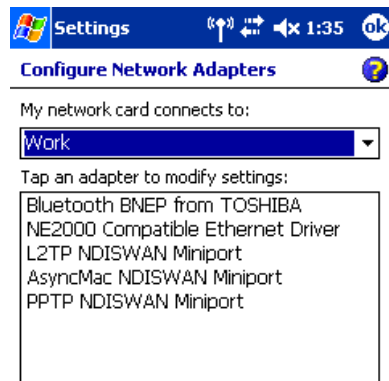 Settings 1:35 ok
Configure Network Adapters ?
My network card connects to:
Work
Tap an adapter to modify settings:
Bluetooth BNEP from TOSHIBA
NE2000 Compatible Ethernet Driver
L2TP NDISWAN Miniport
AsyncMac NDISWAN Miniport
PPTP NDISWAN Miniport